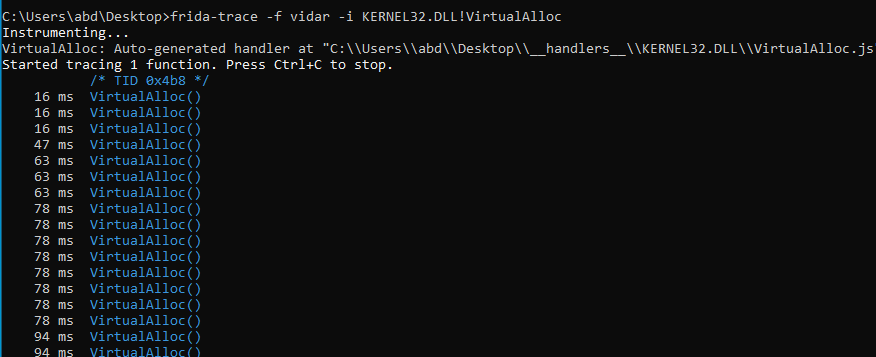 C:\Users\abd\Desktop>frida-trace -f vidar -i KERNEL32.DLL!VirtualAlloc
Instrumenting...
VirtualAlloc: Auto-generated handler at "C:\\Users\\abd\\Desktop\\__handlers__\\KERNEL32.DLL\\VirtualAlloc.js
Started tracing 1 function. Press Ctrl+C to stop.
/* TID 0x4b8 */
16 ms  VirtualAlloc()
16 ms  VirtualAlloc()
16 ms  VirtualAlloc()
47 ms  VirtualAlloc()
63 ms  VirtualAlloc()
63 ms  VirtualAlloc()
63 ms  VirtualAlloc()
78 ms  VirtualAlloc()
78 ms  VirtualAlloc()
78 ms  VirtualAlloc()
78 ms  VirtualAlloc()
78 ms  VirtualAlloc()
78 ms  VirtualAlloc()
78 ms  VirtualAlloc()
78 ms  VirtualAlloc()
94 ms  VirtualAlloc()
94 ms  VirtualAlloc()